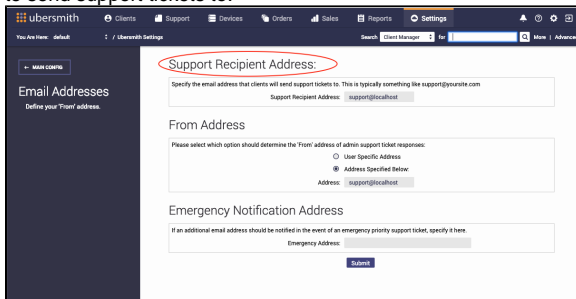 to send support tickets to.
ubersmith Clients Support Devices Orders Sales Reports Settings
You Are Here: default / Ubersmith Settings Search Client Manager for More | Advance
← MAIN CONFIG
Email Addresses
Define your 'From' address.
Support Recipient Address:
Specify the email address that clients will send support tickets to. This is typically something like support@yoursite.com
Support Recipient Address: support@localhost
From Address
Please select which option should determine the 'From' address of admin support ticket responses:
User Specific Address
Address Specified Below:
Address: support@localhost
Emergency Notification Address
If an additional email address should be notified in the event of an emergency priority support ticket, specify it here.
Emergency Address:
Submit